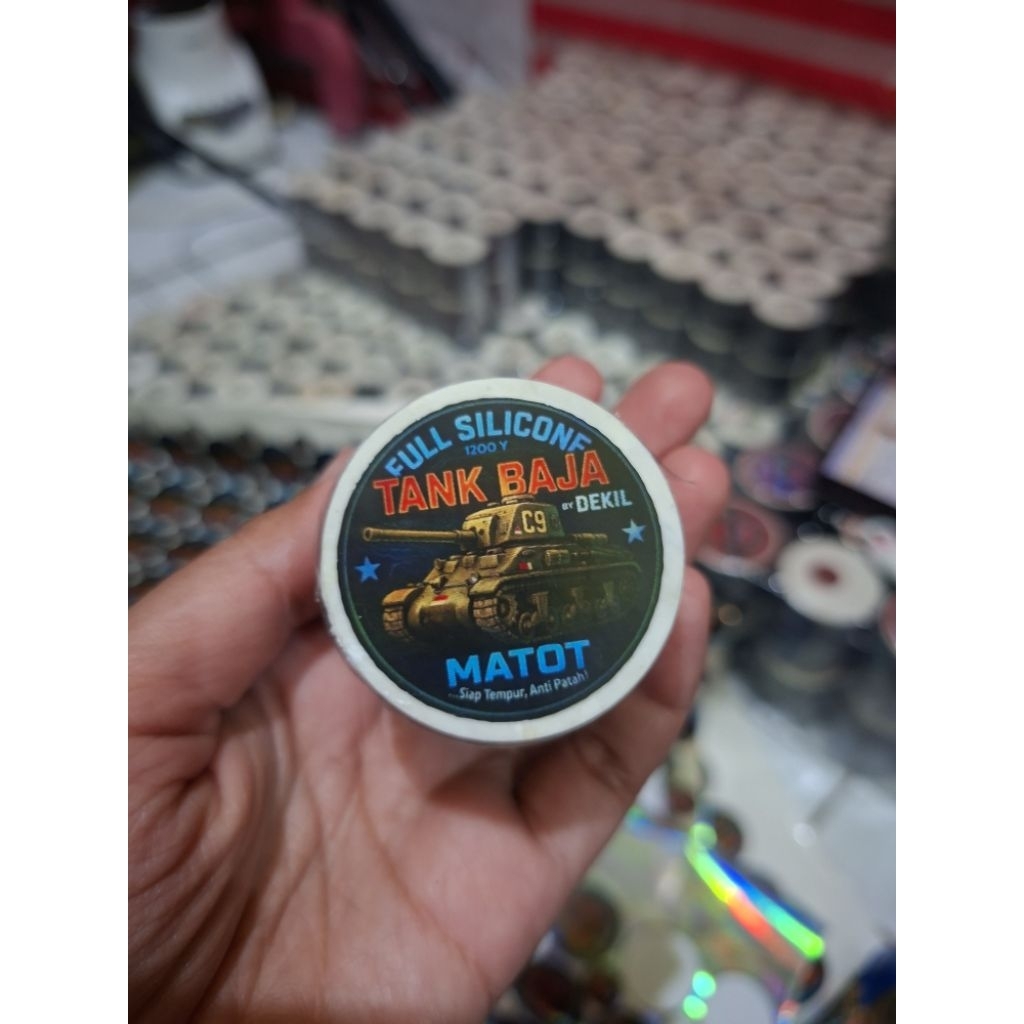 FULL SILICONE
1200 Y
TANK BAJA
BY DEKIL
C9
MATOT
...Siap Tempur, Anti Patah!